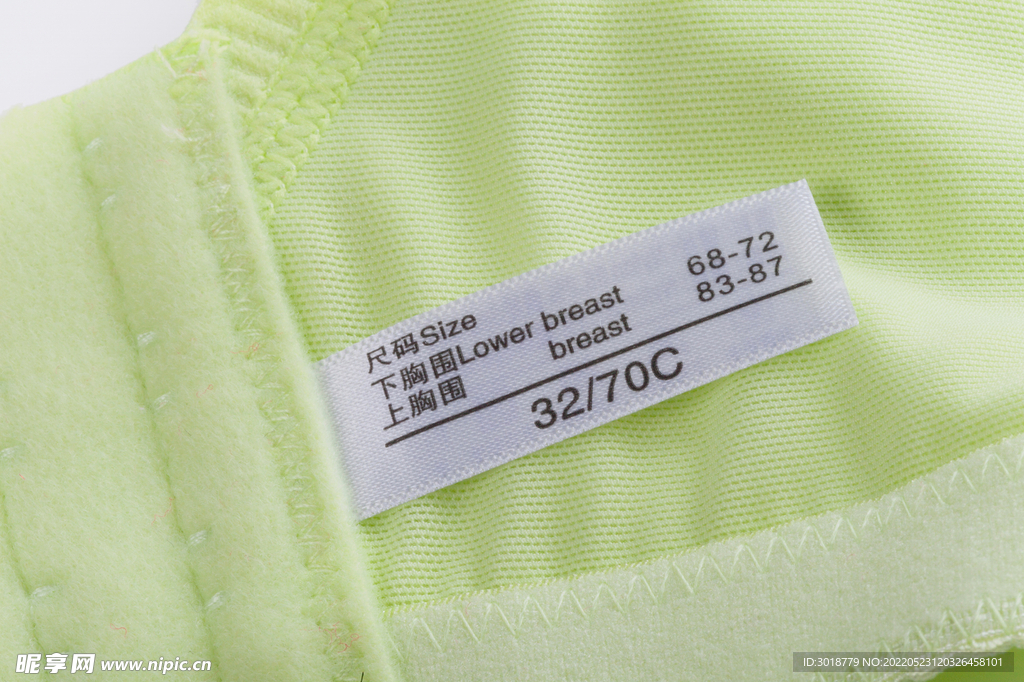 尺码Size
下胸围Lower breast 68-72
上胸围 breast 83-87
32/70C
昵享网 www.nipic.cn
ID:3018779 NO:20220523120326458101